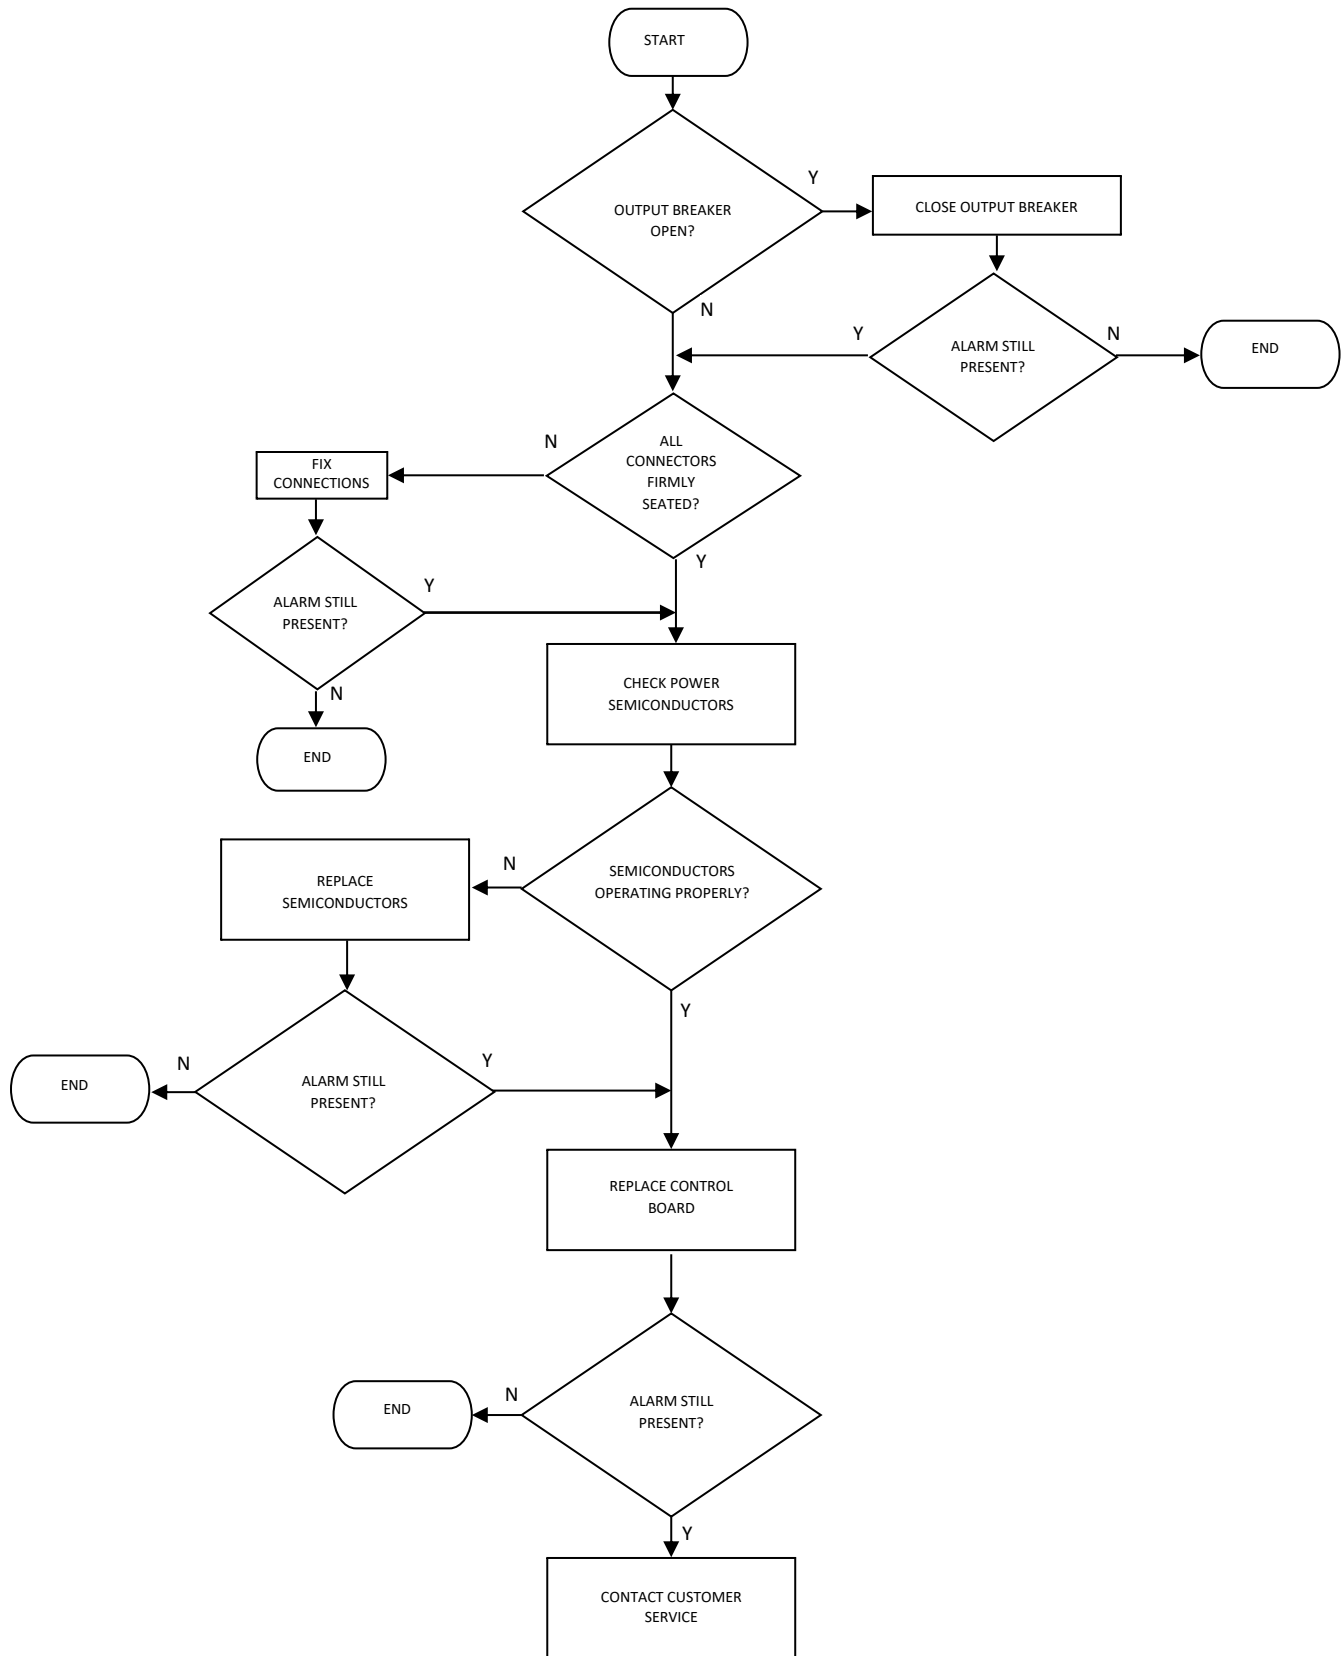 START
Y
OUTPUT BREAKER
OPEN?
CLOSE OUTPUT BREAKER
N
Y
ALARM STILL
PRESENT?
N
END
N
ALL
CONNECTORS
FIRMLY
SEATED?
FIX
CONNECTIONS
Y
ALARM STILL
PRESENT?
Y
N
END
CHECK POWER
SEMICONDUCTORS
N
SEMICONDUCTORS
OPERATING PROPERLY?
REPLACE
SEMICONDUCTORS
Y
N
END
ALARM STILL
PRESENT?
Y
REPLACE CONTROL
BOARD
N
END
ALARM STILL
PRESENT?
Y
CONTACT CUSTOMER
SERVICE